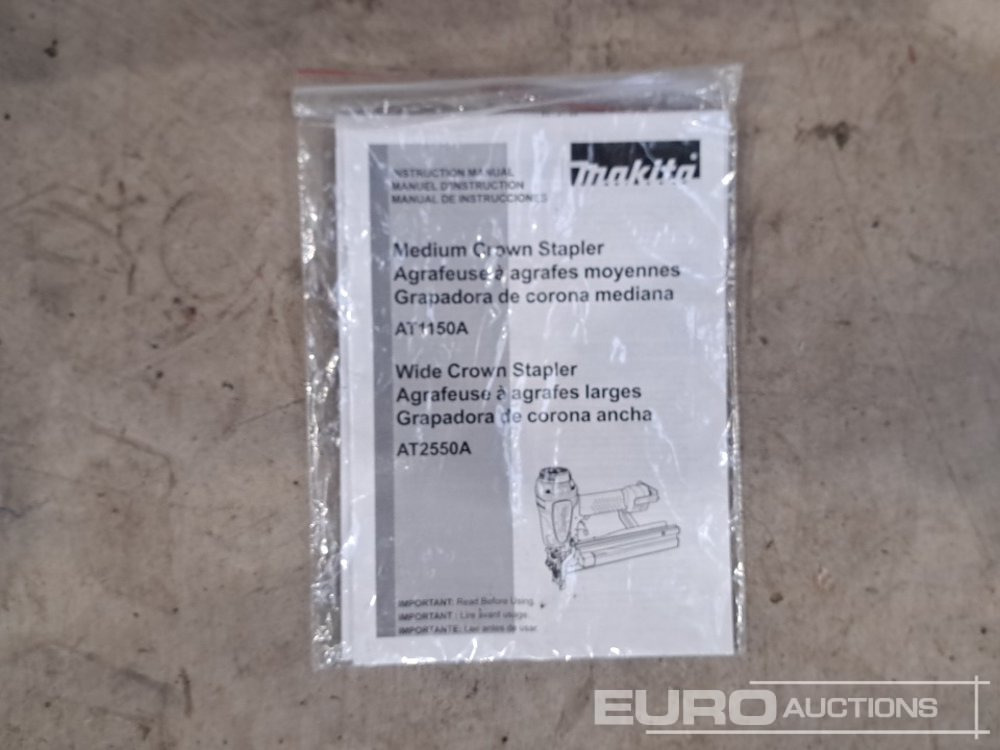 INSTRUCTION MANUAL
MANUEL D'INSTRUCTION
MANUAL DE INSTRUCCIONES
makita
Medium Crown Stapler
Agrafeuse à agrafes moyennes
Grapadora de corona mediana
AT1150A
Wide Crown Stapler
Agrafeuse à agrafes larges
Grapadora de corona ancha
AT2550A
IMPORTANT: Read Before Using.
IMPORTANT : Lire avant usage.
IMPORTANTE: Leer antes de usar.
EURO AUCTIONS